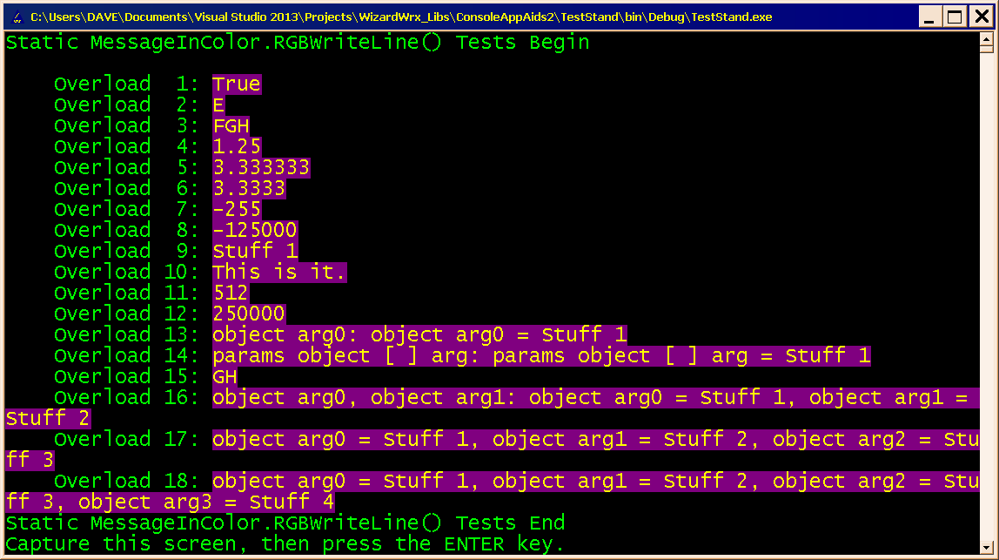 C:\Users\DAVE\Documents\Visual Studio 2013\Projects\WizardWrx_Libs\ConsoleAppAids2\TestStand\bin\Debug\TestStand.exe
Static MessageInColor.RGBWriteLine() Tests Begin
Overload  1: True
Overload  2: E
Overload  3: FGH
Overload  4: 1.25
Overload  5: 3.333333
Overload  6: 3.3333
Overload  7: -255
Overload  8: -125000
Overload  9: Stuff 1
Overload 10: This is it.
Overload 11: 512
Overload 12: 250000
Overload 13: object arg0: object arg0 = Stuff 1
Overload 14: params object [ ] arg: params object [ ] arg = Stuff 1
Overload 15: GH
Overload 16: object arg0, object arg1: object arg0 = Stuff 1, object arg1 =
Stuff 2
Overload 17: object arg0 = Stuff 1, object arg1 = Stuff 2, object arg2 = Stu
ff 3
Overload 18: object arg0 = Stuff 1, object arg1 = Stuff 2, object arg2 = Stu
ff 3, object arg3 = Stuff 4
Static MessageInColor.RGBWriteLine() Tests End
Capture this screen, then press the ENTER key.